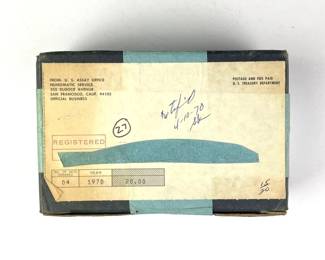 FROM: U. S. ASSAY OFFICE
NUMISMATIC SERVICE
555 DUBOCE AVENUE
SAN FRANCISCO, CALIF. 94102
OFFICIAL BUSINESS
POSTAGE AND FEES PAID
U. S. TREASURY DEPARTMENT
27
4-10-70
REGISTERED
YEAR
04 1970 20.00